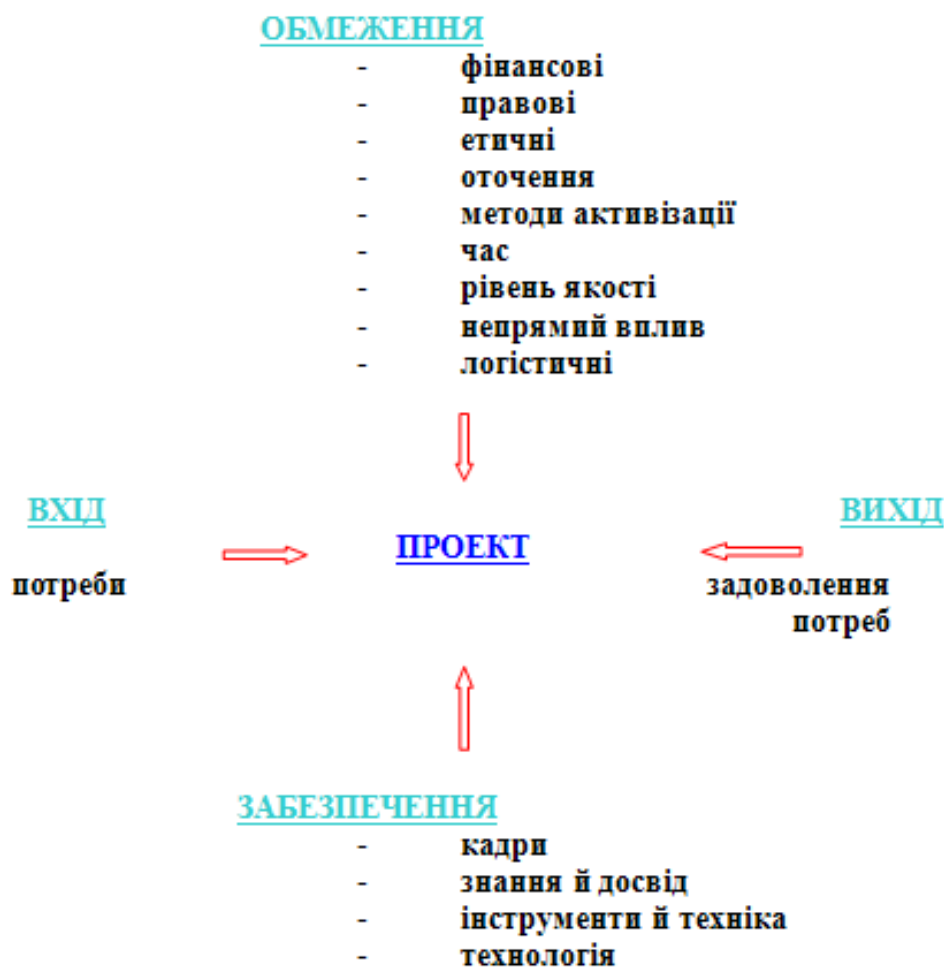 ОБМЕЖЕННЯ
- фінансові
- правові
- етичні
- оточення
- методи активізації
- час
- рівень якості
- непрямий вплив
- логістичні
ВХІД
потреби
ПРОЕКТ
ВИХІД
задоволення
потреб
ЗАБЕЗПЕЧЕННЯ
- кадри
- знання й досвід
- інструменти й техніка
- технологія